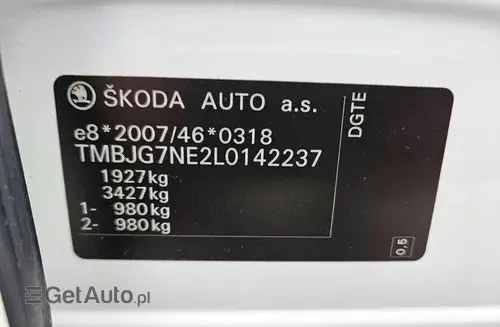 ŠKODA AUTO a.s.
e8*2007/46*0318
TMBJG7NE2L0142237
1927kg
3427kg
1- 980kg
2- 980kg
DGTE
0,5
GetAuto.pl